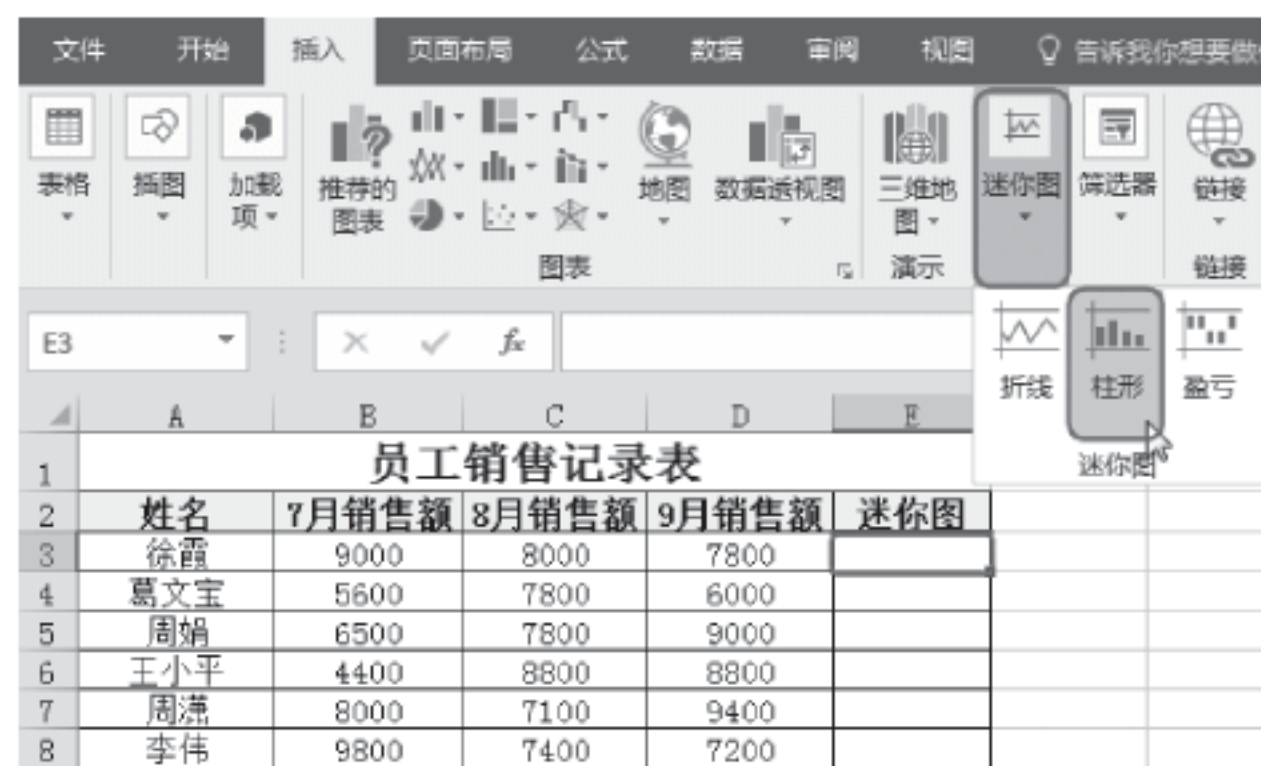 文件 开始 插入 页面布局 公式 数据 审阅 视图 告诉我你想要做
表格 插图 加载项 推荐的图表 地图 数据透视图 三维地图 迷你图 筛选器 链接
图表 演示 链接
E3 fx
折线 柱形 盈亏
迷你图
A B C D E
1 员工销售记录表
2 姓名 7月销售额 8月销售额 9月销售额 迷你图
3 徐霞 9000 8000 7800
4 葛文宝 5600 7800 6000
5 周娟 6500 7800 9000
6 王小平 4400 8800 8800
7 周潇 8000 7100 9400
8 李伟 9800 7400 7200